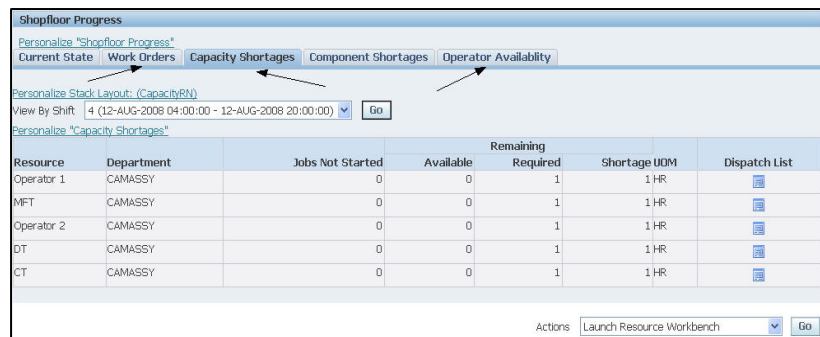 Shopfloor Progress
Personalize "Shopfloor Progress"
Current State Work Orders Capacity Shortages Component Shortages Operator Availablity
Personalize Stack Layout: (CapacityRN)
View By Shift 4 (12-AUG-2008 04:00:00 - 12-AUG-2008 20:00:00) Go
Personalize "Capacity Shortages"
Remaining
Resource Department Jobs Not Started Available Required Shortage UOM Dispatch List
Operator 1 CAMASSY 0 0 1 1 HR
MFT CAMASSY 0 0 1 1 HR
Operator 2 CAMASSY 0 0 1 1 HR
DT CAMASSY 0 0 1 1 HR
CT CAMASSY 0 0 1 1 HR
Actions Launch Resource Workbench Go